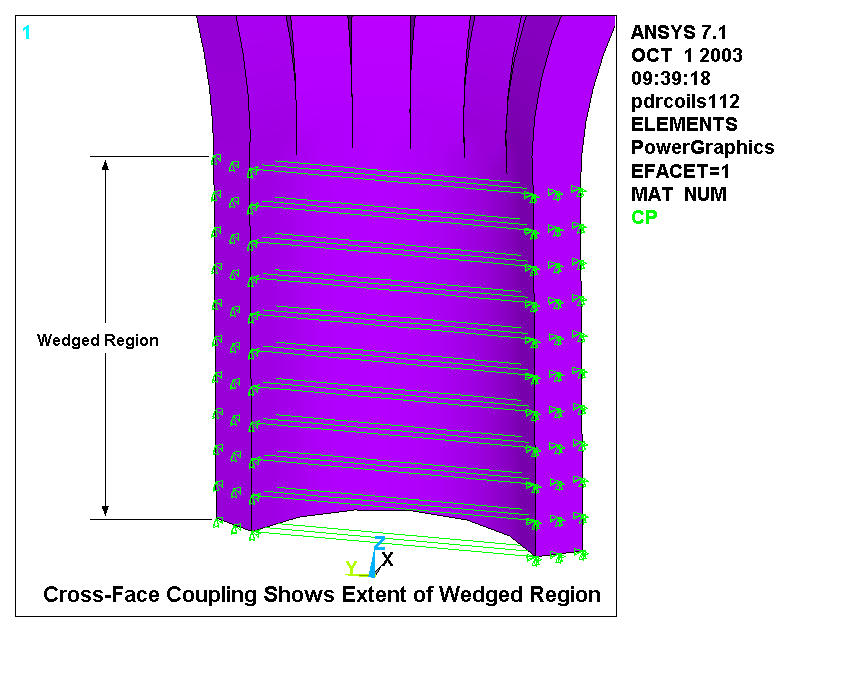 1
ANSYS 7.1
OCT 1 2003
09:39:18
pdrcoils112
ELEMENTS
PowerGraphics
EFACET=1
MAT NUM
CP
Wedged Region
Z
Y
X
Cross-Face Coupling Shows Extent of Wedged Region